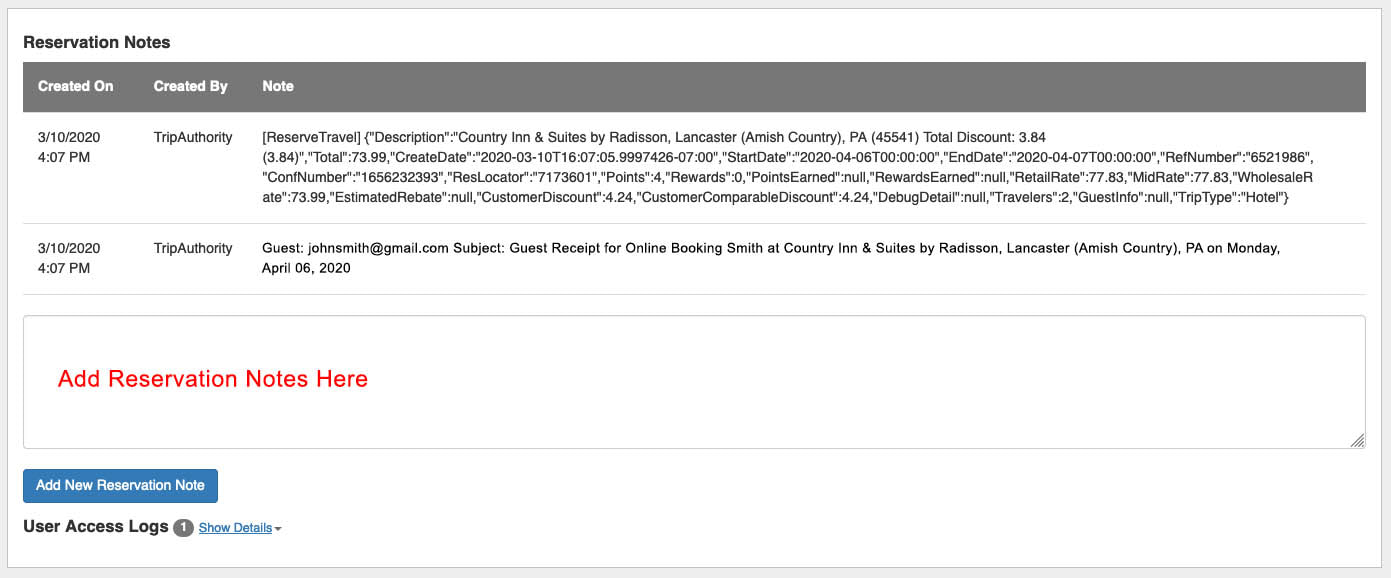 Reservation Notes
Created On Created By Note
3/10/2020 TripAuthority [ReserveTravel] {"Description":"Country Inn & Suites by Radisson, Lancaster (Amish Country), PA (45541) Total Discount: 3.84
4:07 PM (3.84)","Total":73.99,"CreateDate":"2020-03-10T16:07:05.9997426-07:00","StartDate":"2020-04-06T00:00:00","EndDate":"2020-04-07T00:00:00","RefNumber":"6521986",
"ConfNumber":"1656232393","ResLocator":"7173601","Points":4,"Rewards":0,"PointsEarned":null,"RewardsEarned":null,"RetailRate":77.83,"MidRate":77.83,"WholesaleR
ate":73.99,"EstimatedRebate":null,"CustomerDiscount":4.24,"CustomerComparableDiscount":4.24,"DebugDetail":null,"Travelers":2,"GuestInfo":null,"TripType":"Hotel"}
3/10/2020 TripAuthority Guest: johnsmith@gmail.com Subject: Guest Receipt for Online Booking Smith at Country Inn & Suites by Radisson, Lancaster (Amish Country), PA on Monday,
4:07 PM April 06, 2020
Add Reservation Notes Here
Add New Reservation Note
User Access Logs 1 Show Details